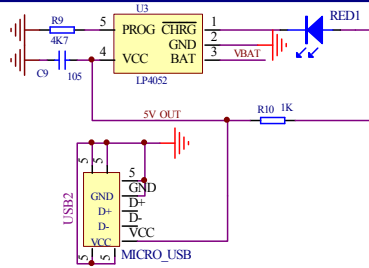 U3
R9
4K7
C9
105
5
4
PROG
CHRG
VCC
GND
BAT
1
2
3
VBAT
LP4052
RED1
5V OUT
R10
1K
USB2
5
5
GND
D+
D-
VCC
5
GND
D+
D-
VCC
5
5
MICRO_USB